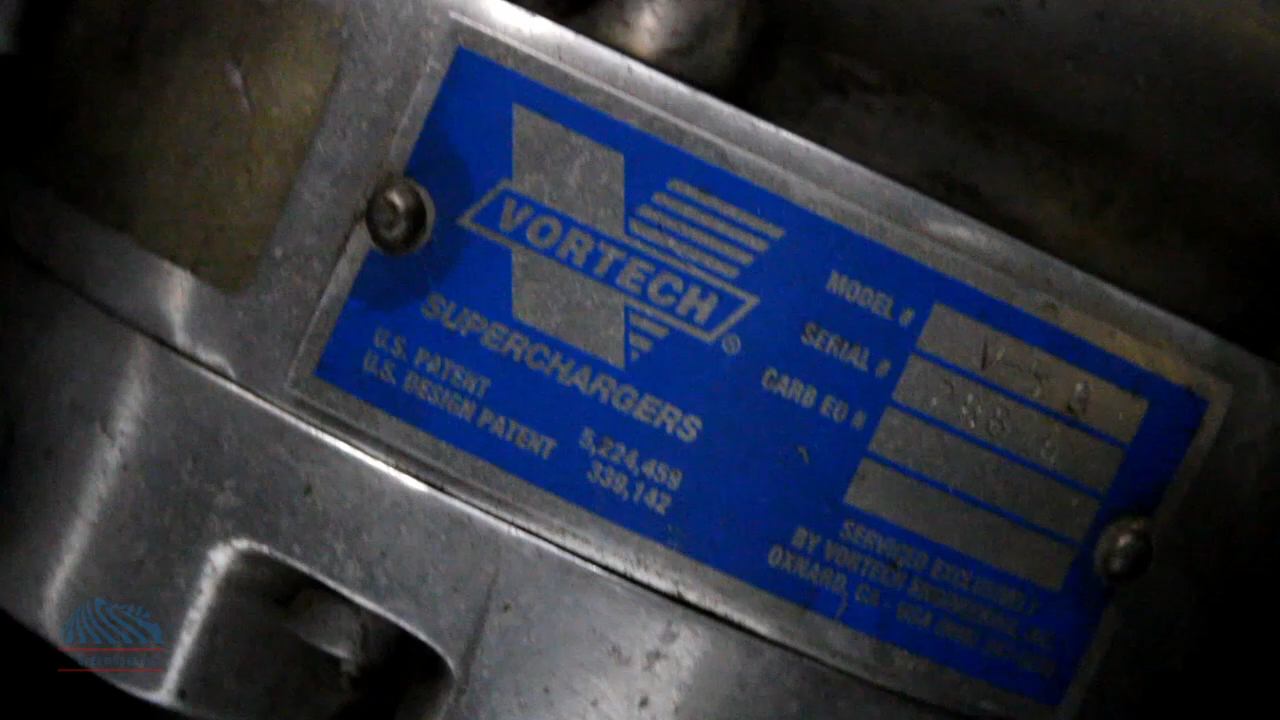 VORTECH
®
SUPERCHARGERS
U.S. PATENT 5,224,459
U.S. DESIGN PATENT 339,142
MODEL #
SERIAL #
CARB EO #
SERVICED EXCLUSIVELY
BY VORTECH ENGINEERING, INC.
OXNARD, CA - USA